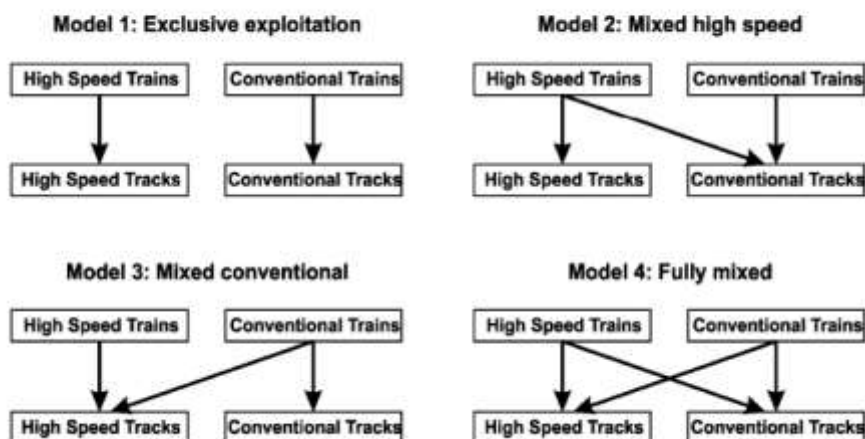 Model 1: Exclusive exploitation
High Speed Trains
Conventional Trains
High Speed Tracks
Conventional Tracks
Model 2: Mixed high speed
High Speed Trains
Conventional Trains
High Speed Tracks
Conventional Tracks
Model 3: Mixed conventional
High Speed Trains
Conventional Trains
High Speed Tracks
Conventional Tracks
Model 4: Fully mixed
High Speed Trains
Conventional Trains
High Speed Tracks
Conventional Tracks